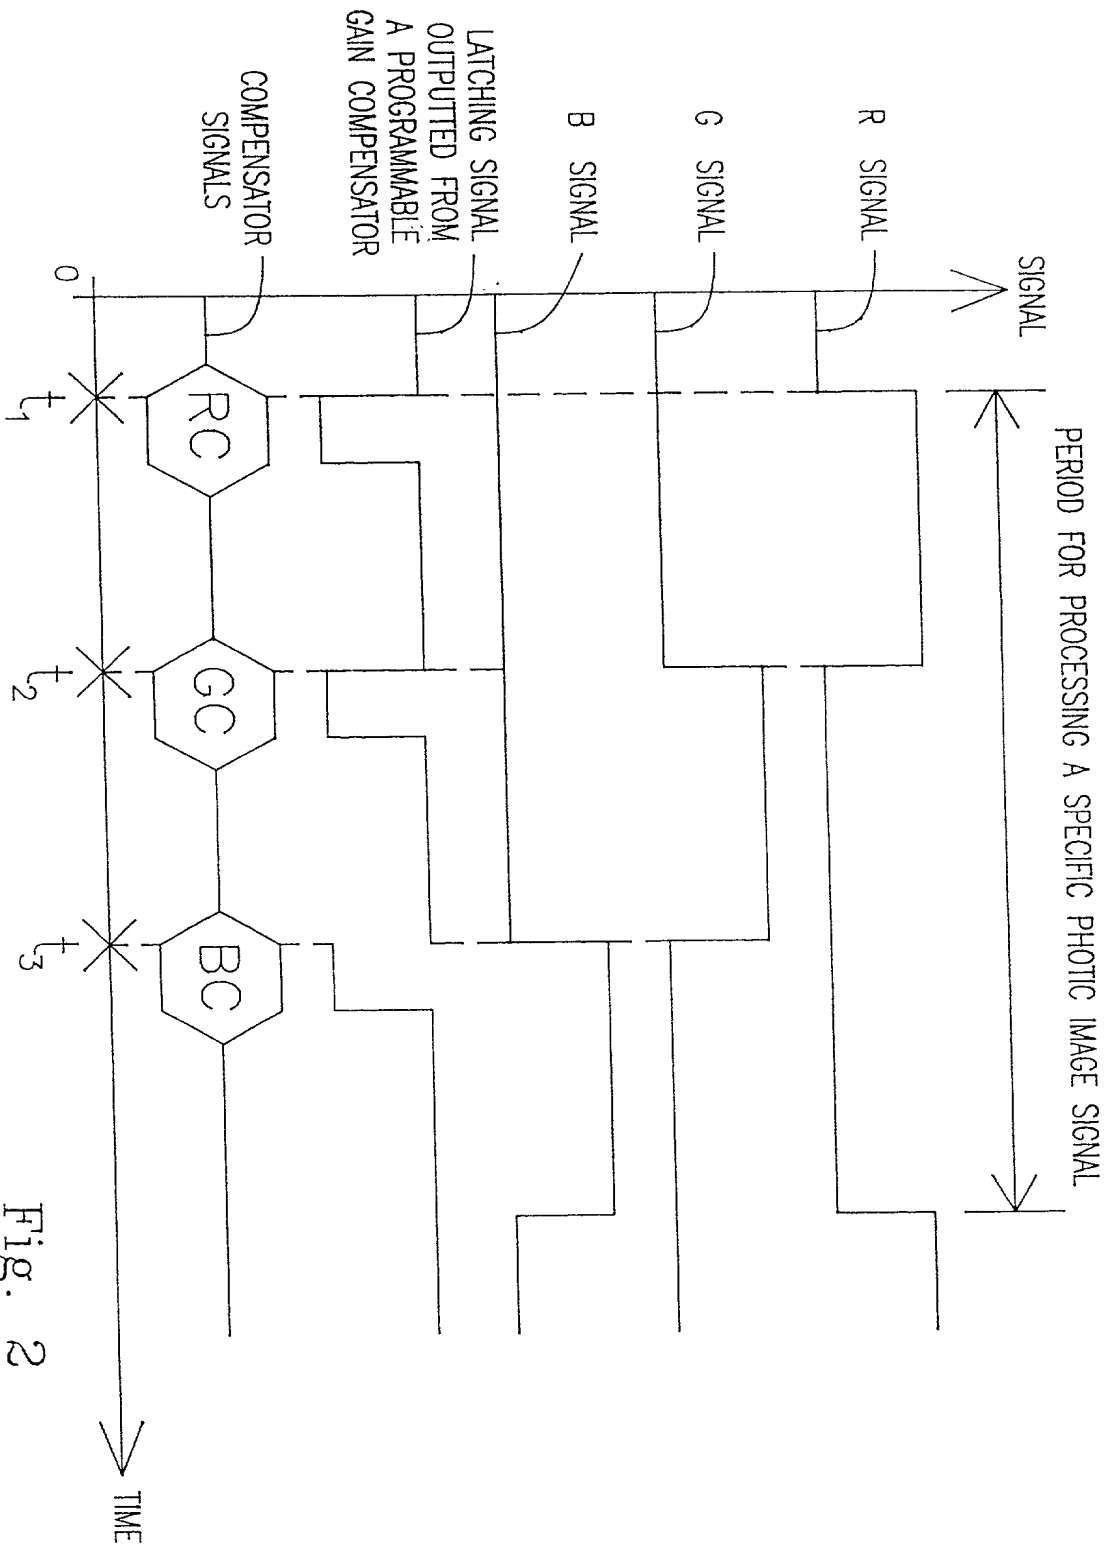 PERIOD FOR PROCESSING A SPECIFIC PHOTIC IMAGE SIGNAL
SIGNAL
R SIGNAL
G SIGNAL
B SIGNAL
LATCHING SIGNAL
OUTPUTTED FROM
A PROGRAMMABLE
GAIN COMPENSATOR
COMPENSATOR
SIGNALS
RC
GC
BC
0
t1
t2
t3
TIME
Fig. 2